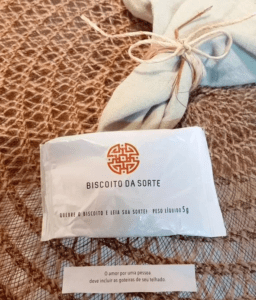 BISCOITO DA SORTE
QUEBRE O BISCOITO E LEIA SUA SORTE! PESO LÍQUIDO 5g
O amor por uma pessoa
deve incluir as goteiras de seu telhado.